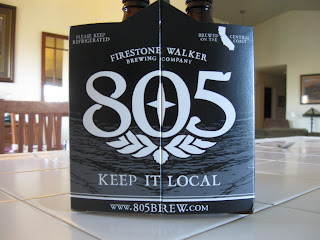 PLEASE KEEP
REFRIGERATED
BREWED
ON THE
CENTRAL
COAST
FIRESTONE WALKER
BREWING COMPANY
805
KEEP IT LOCAL
WWW.805BREW.COM